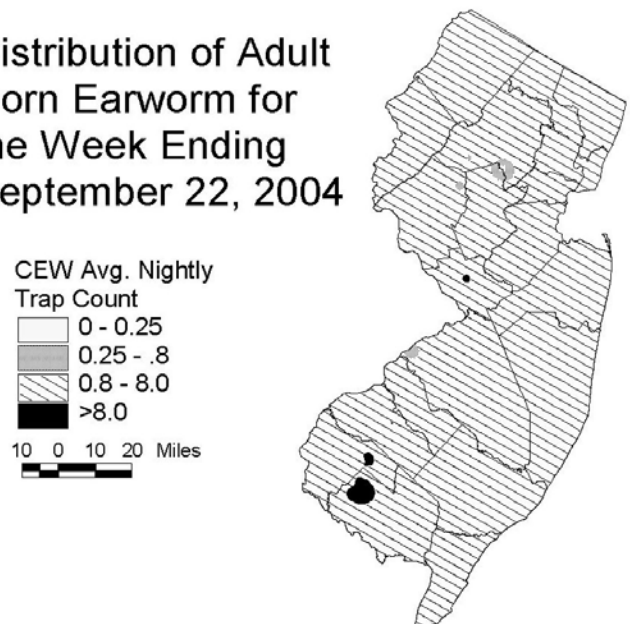 istribution of Adult
orn Earworm for
he Week Ending
eptember 22, 2004
CEW Avg. Nightly
Trap Count
0 - 0.25
0.25 - .8
0.8 - 8.0
>8.0
10 0 10 20 Miles